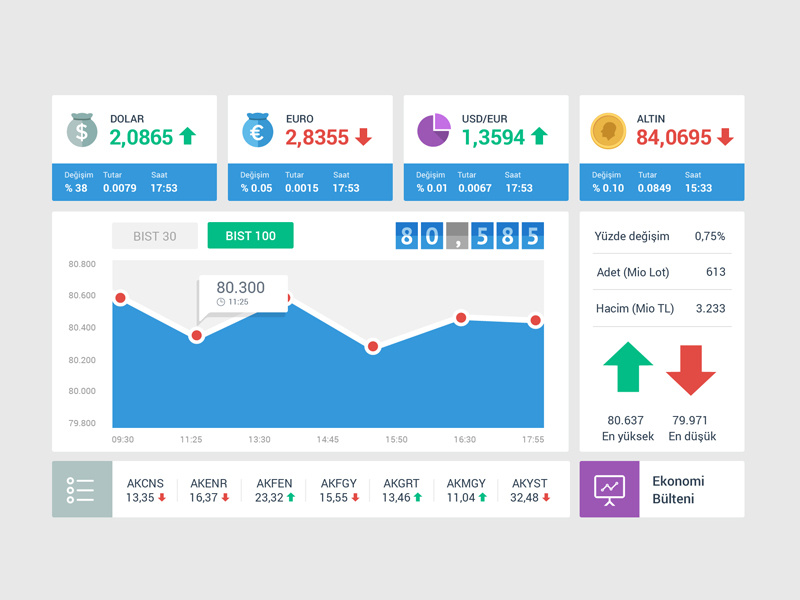 DOLAR
2,0865
Değişim Tutar Saat
% 38 0.0079 17:53
EURO
2,8355
Değişim Tutar Saat
% 0.05 0.0015 17:53
USD/EUR
1,3594
Değişim Tutar Saat
% 0.01 0.0067 17:53
ALTIN
84,0695
Değişim Tutar Saat
% 0.10 0.0849 15:33
BIST 30 BIST 100 80,585
80.800
80.600
80.400
80.200
80.000
79.800
80.300
11:25
09:30 11:25 13:30 14:45 15:50 16:30 17:55
Yüzde değişim 0,75%
Adet (Mio Lot) 613
Hacim (Mio TL) 3.233
80.637 79.971
En yüksek En düşük
AKCNS AKENR AKFEN AKFGY AKGRT AKMGY AKYST
13,35 16,37 23,32 15,55 13,46 11,04 32,48
Ekonomi
Bülteni
$
€